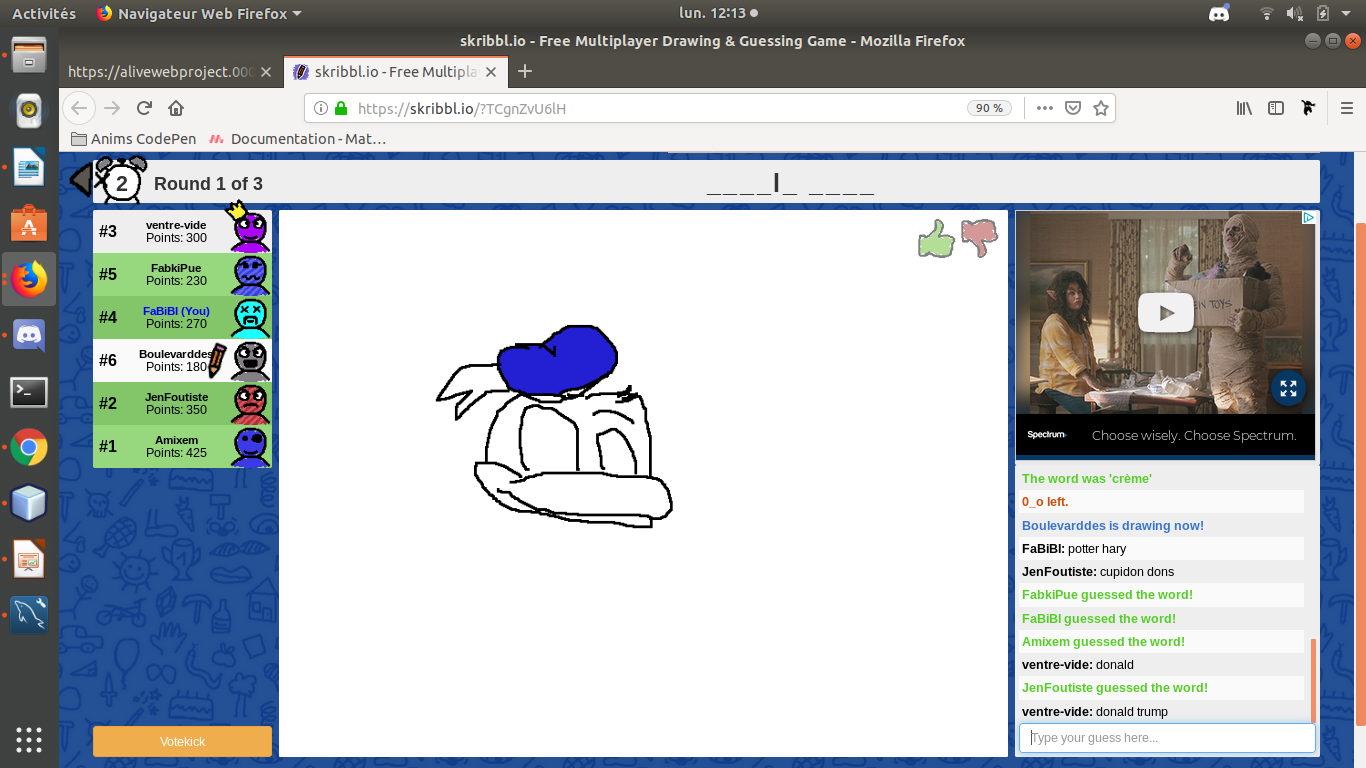 Activités
Navigateur Web Firefox
lun. 12:13
skribbl.io - Free Multiplayer Drawing & Guessing Game - Mozilla Firefox
https://alivewebproject.000
skribbl.io - Free Multipla
https://skribbl.io/?TCgnZvU6lH
90 %
Anims CodePen
Documentation - Mat…
2
Round 1 of 3
____l_ ____
#3
ventre-vide
Points: 300
#5
FabkiPue
Points: 230
#4
FaBiBl (You)
Points: 270
#6
Boulevarddes
Points: 180
#2
JenFoutiste
Points: 350
#1
Amixem
Points: 425
Votekick
EN TOYS
Spectrum
Choose wisely. Choose Spectrum.
The word was 'crème'
0_o left.
Boulevarddes is drawing now!
FaBiBl: potter hary
JenFoutiste: cupidon dons
FabkiPue guessed the word!
FaBiBl guessed the word!
Amixem guessed the word!
ventre-vide: donald
JenFoutiste guessed the word!
ventre-vide: donald trump
Type your guess here...